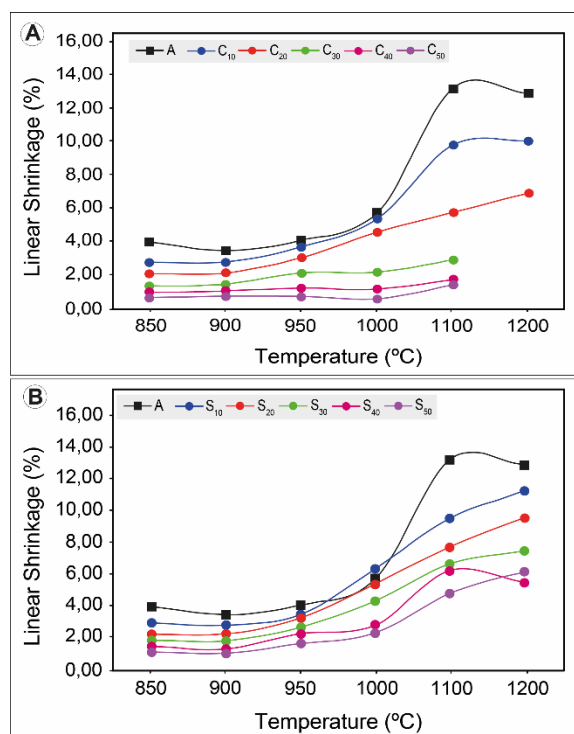 A
16,00
A C₁₀ C₂₀ C₃₀ C₄₀ C₅₀
14,00
12,00
10,00
8,00
6,00
4,00
2,00
0,00
Linear Shrinkage (%)
850 900 950 1000 1100 1200
Temperature (ºC)
B
A S₁₀ S₂₀ S₃₀ S₄₀ S₅₀
16,00
14,00
12,00
10,00
8,00
6,00
4,00
2,00
0,00
Linear Shrinkage (%)
850 900 950 1000 1100 1200
Temperature (ºC)